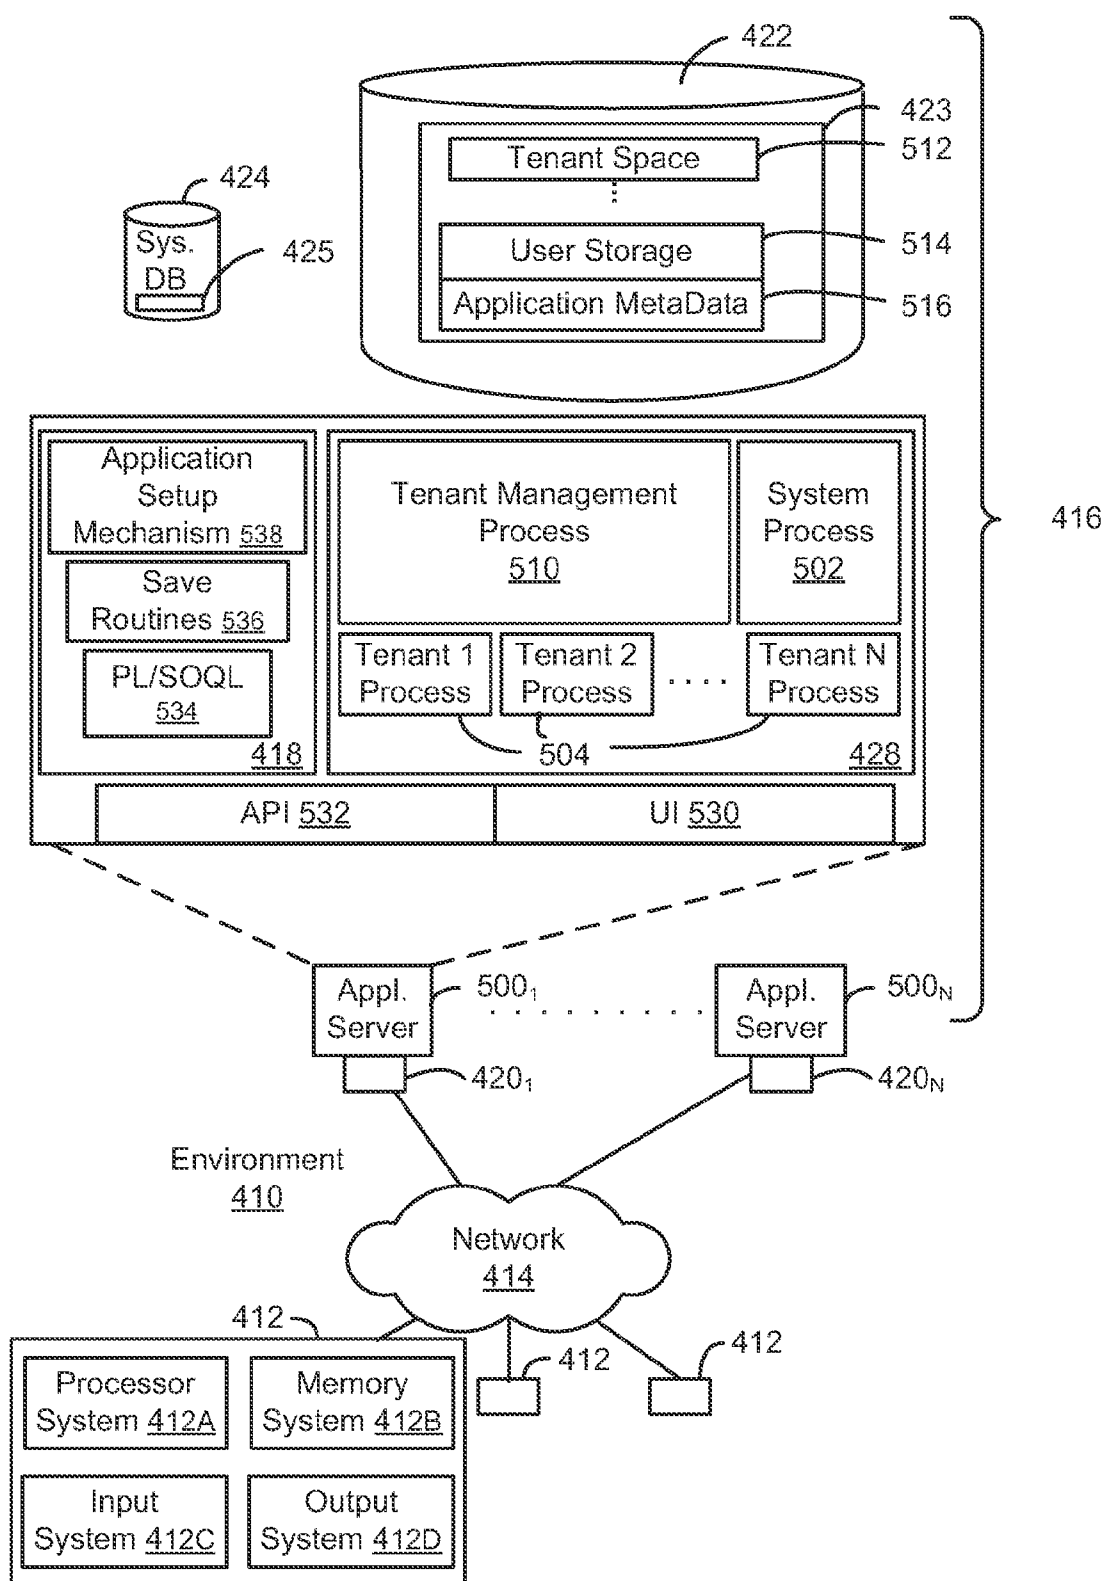 422
423
Tenant Space
512
424
Sys.
DB
425
User Storage
514
Application MetaData
516
416
Application
Setup
Mechanism 538
Tenant Management
Process
510
System
Process
502
Save
Routines 536
PL/SOQL
534
Tenant 1
Process
Tenant 2
Process
Tenant N
Process
418
504
428
API 532
UI 530
Appl.
Server
500₁
Appl.
Server
500N
420₁
420N
Environment
410
Network
414
412
412
412
Processor
System 412A
Memory
System 412B
Input
System 412C
Output
System 412D